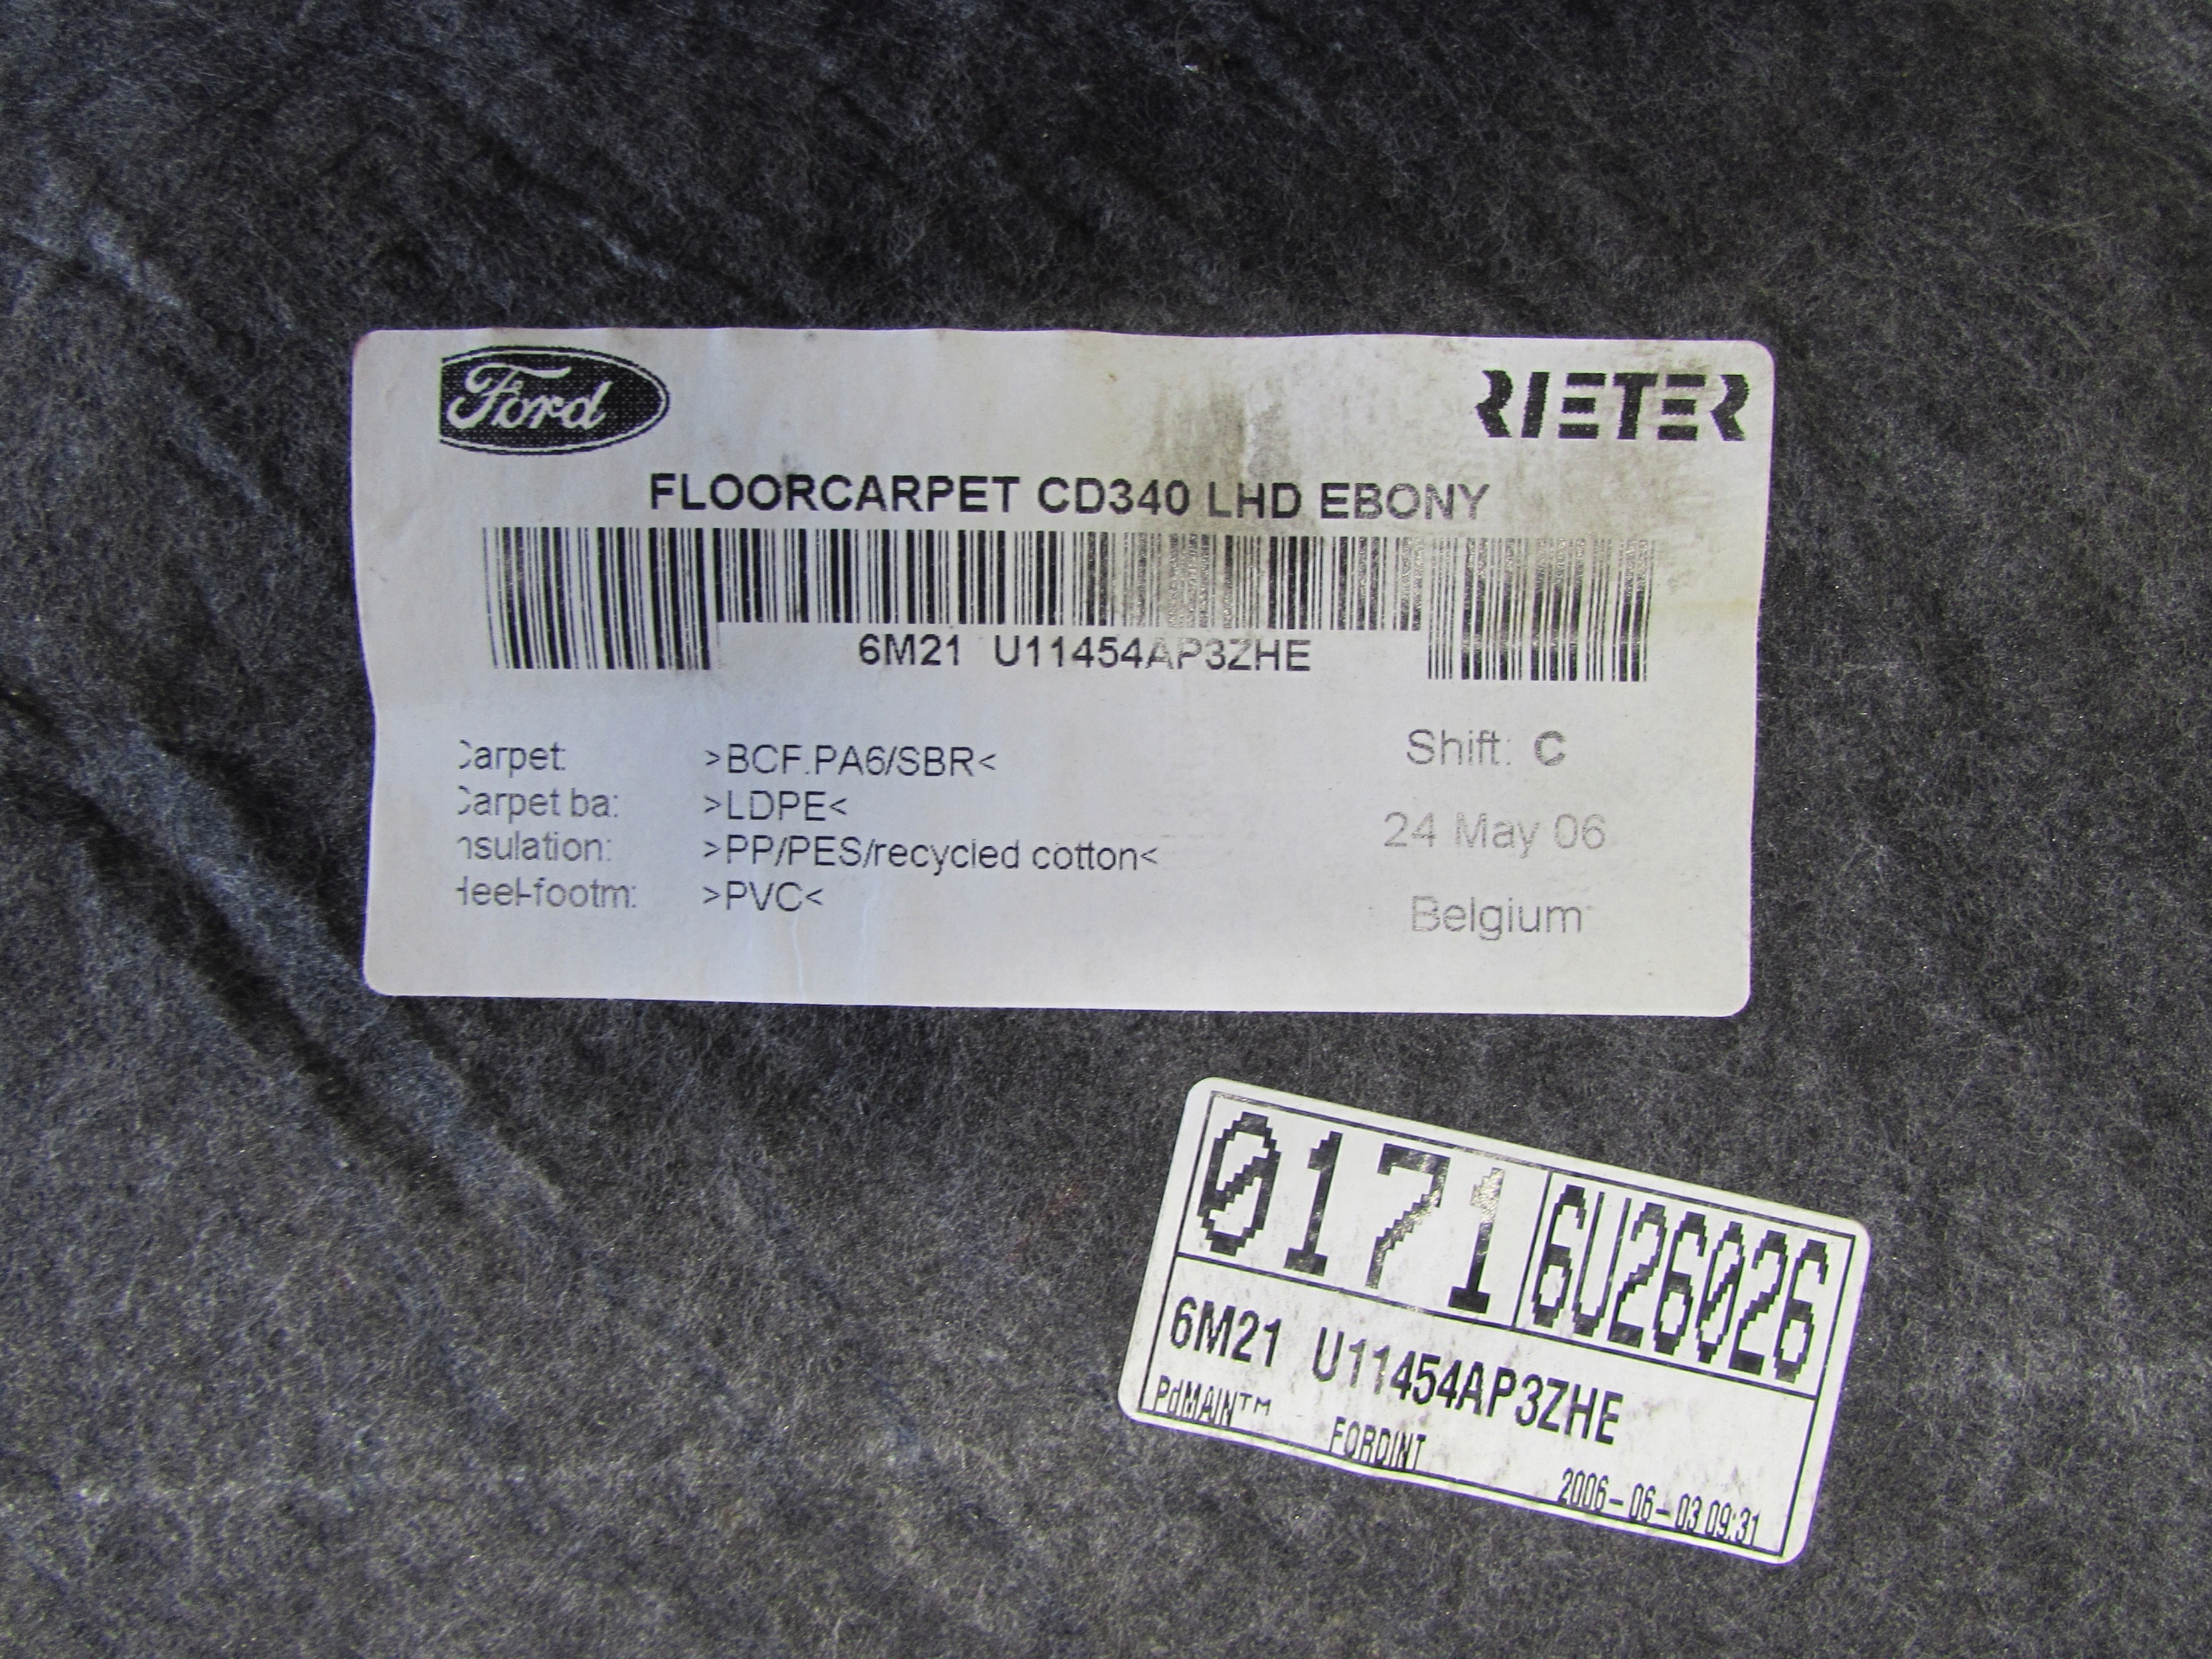 Ford
RIETER
FLOORCARPET CD340 LHD EBONY
6M21 U11454AP3ZHE
Carpet: >BCF.PA6/SBR<
Carpet ba: >LDPE<
nsulation: >PP/PES/recycled cotton<
Heel-footm: >PVC<
Shift: C
24 May 06
Belgium
0171 6U26026
6M21 U11454AP3ZHE
PdMAIN™ FORDINT 2006-06-03 09:31